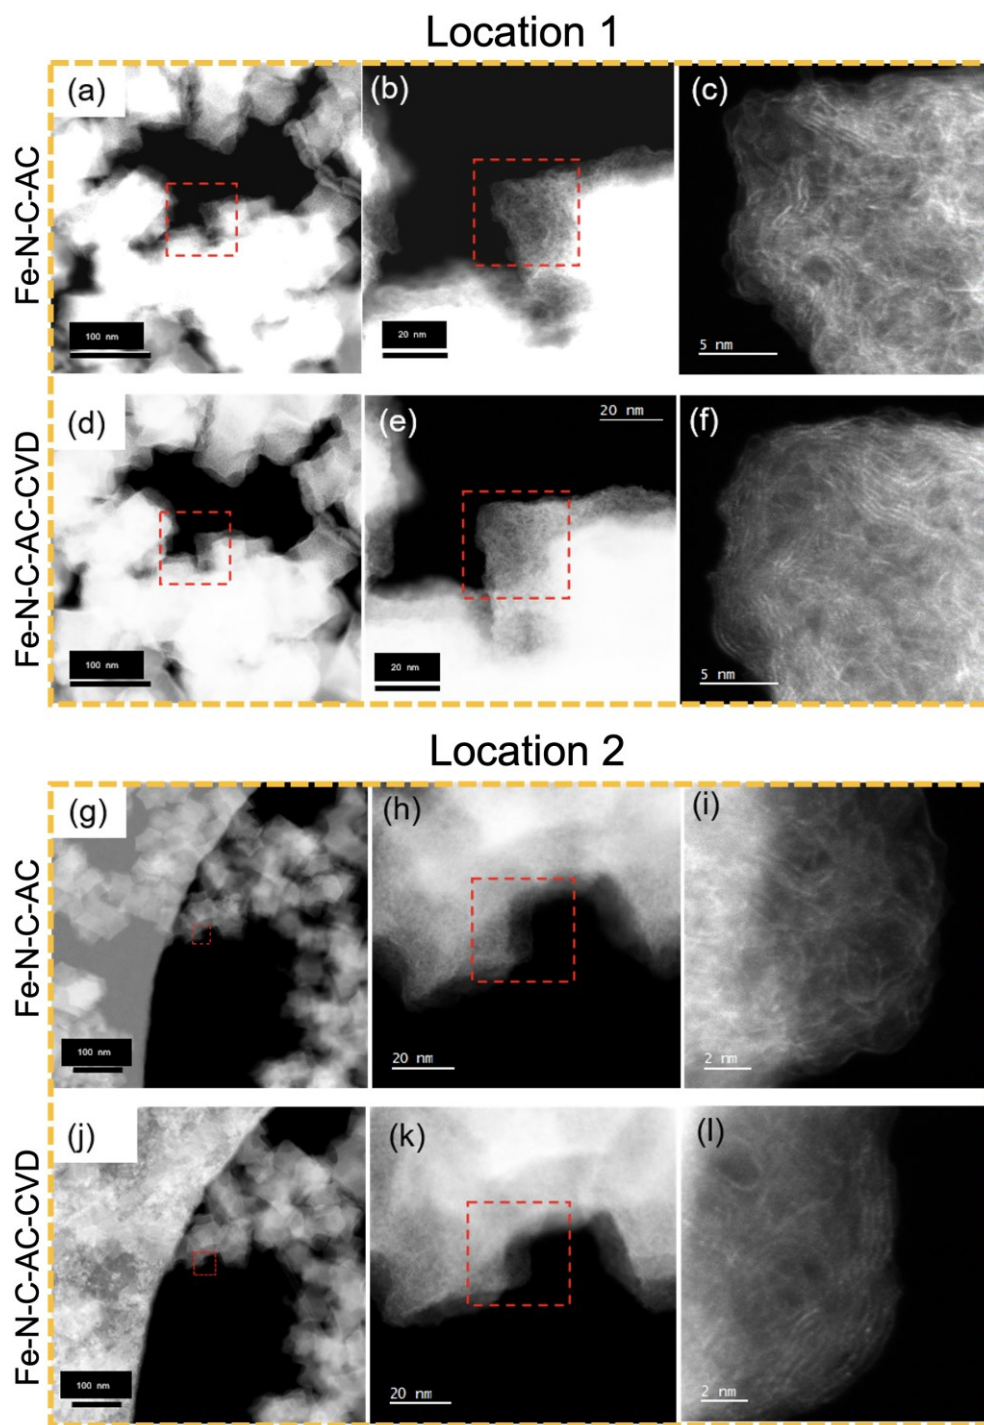 Location 1
Fe-N-C-AC
(a)
100 nm
(b)
20 nm
(c)
5 nm
Fe-N-C-AC-CVD
(d)
100 nm
(e)
20 nm
20 nm
(f)
5 nm
Location 2
Fe-N-C-AC
(g)
100 nm
(h)
20 nm
(i)
2 nm
Fe-N-C-AC-CVD
(j)
100 nm
(k)
20 nm
(l)
2 nm